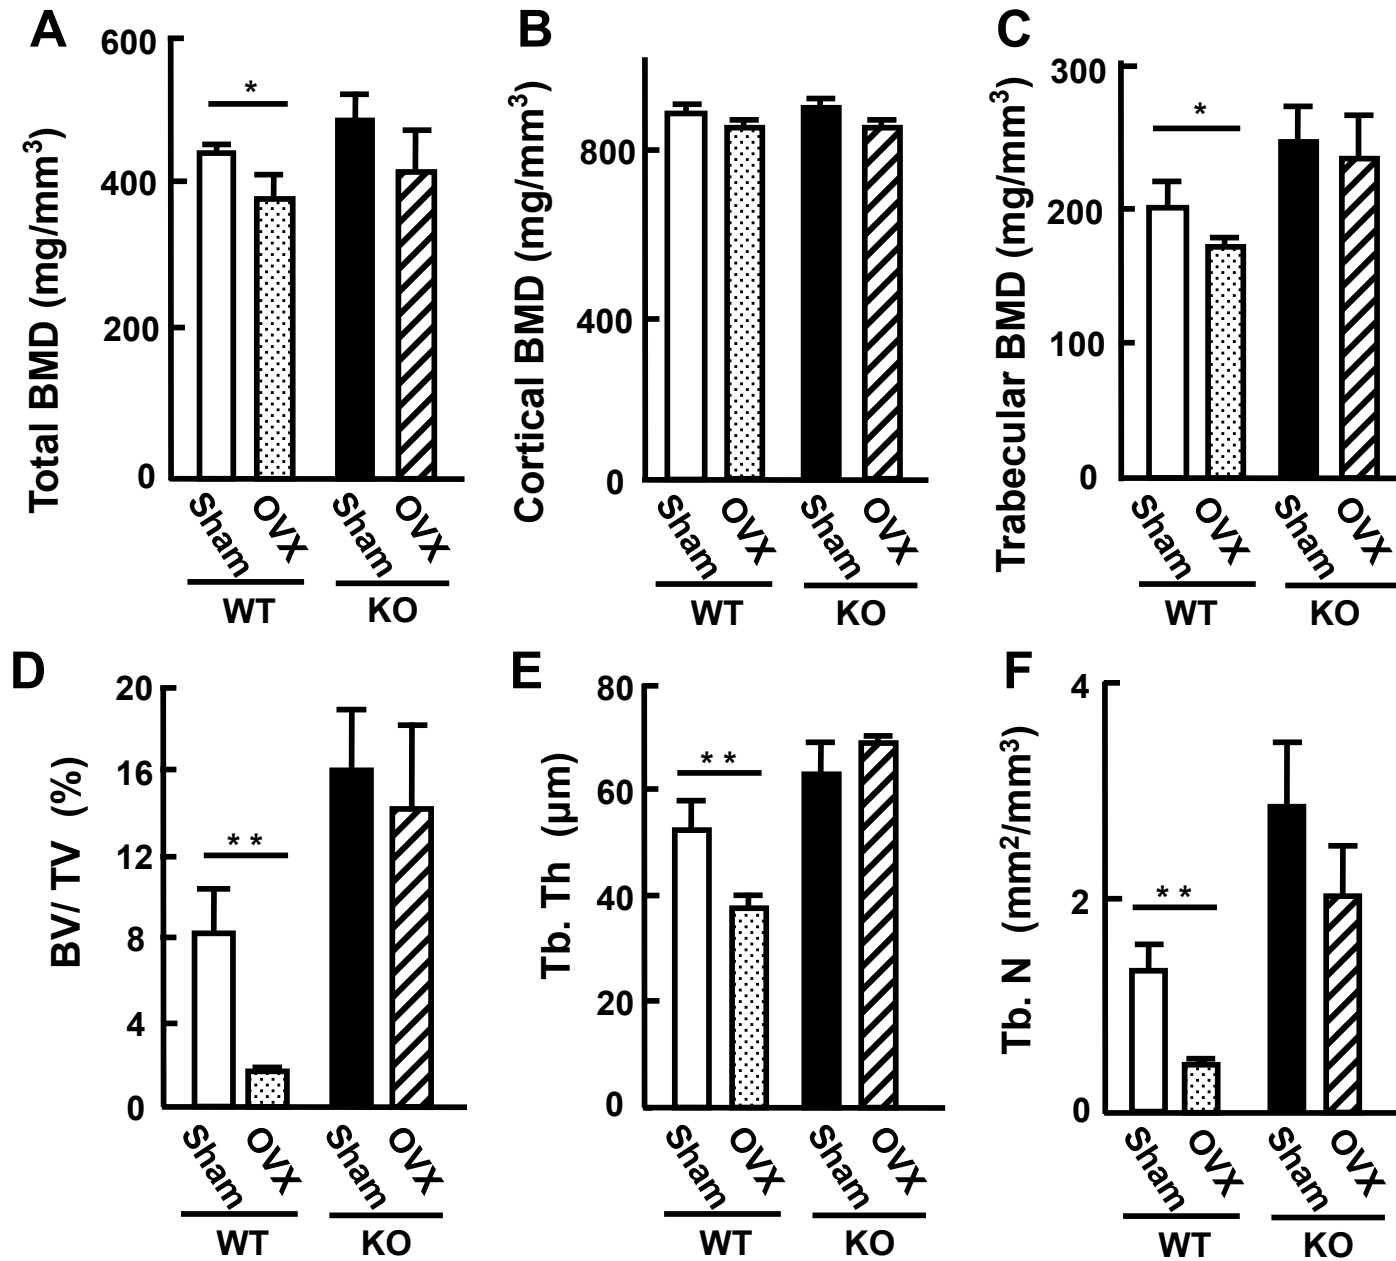 A
Total BMD (mg/mm³)
600
400
200
0
*
Sham
OVX
Sham
OVX
WT
KO
B
Cortical BMD (mg/mm³)
800
400
0
Sham
OVX
Sham
OVX
WT
KO
C
Trabecular BMD (mg/mm³)
300
200
100
0
*
Sham
OVX
Sham
OVX
WT
KO
D
BV/ TV (%)
20
16
12
8
4
0
* *
Sham
OVX
Sham
OVX
WT
KO
E
Tb. Th (μm)
80
60
40
20
0
* *
Sham
OVX
Sham
OVX
WT
KO
F
Tb. N (mm²/mm³)
4
2
0
* *
Sham
OVX
Sham
OVX
WT
KO